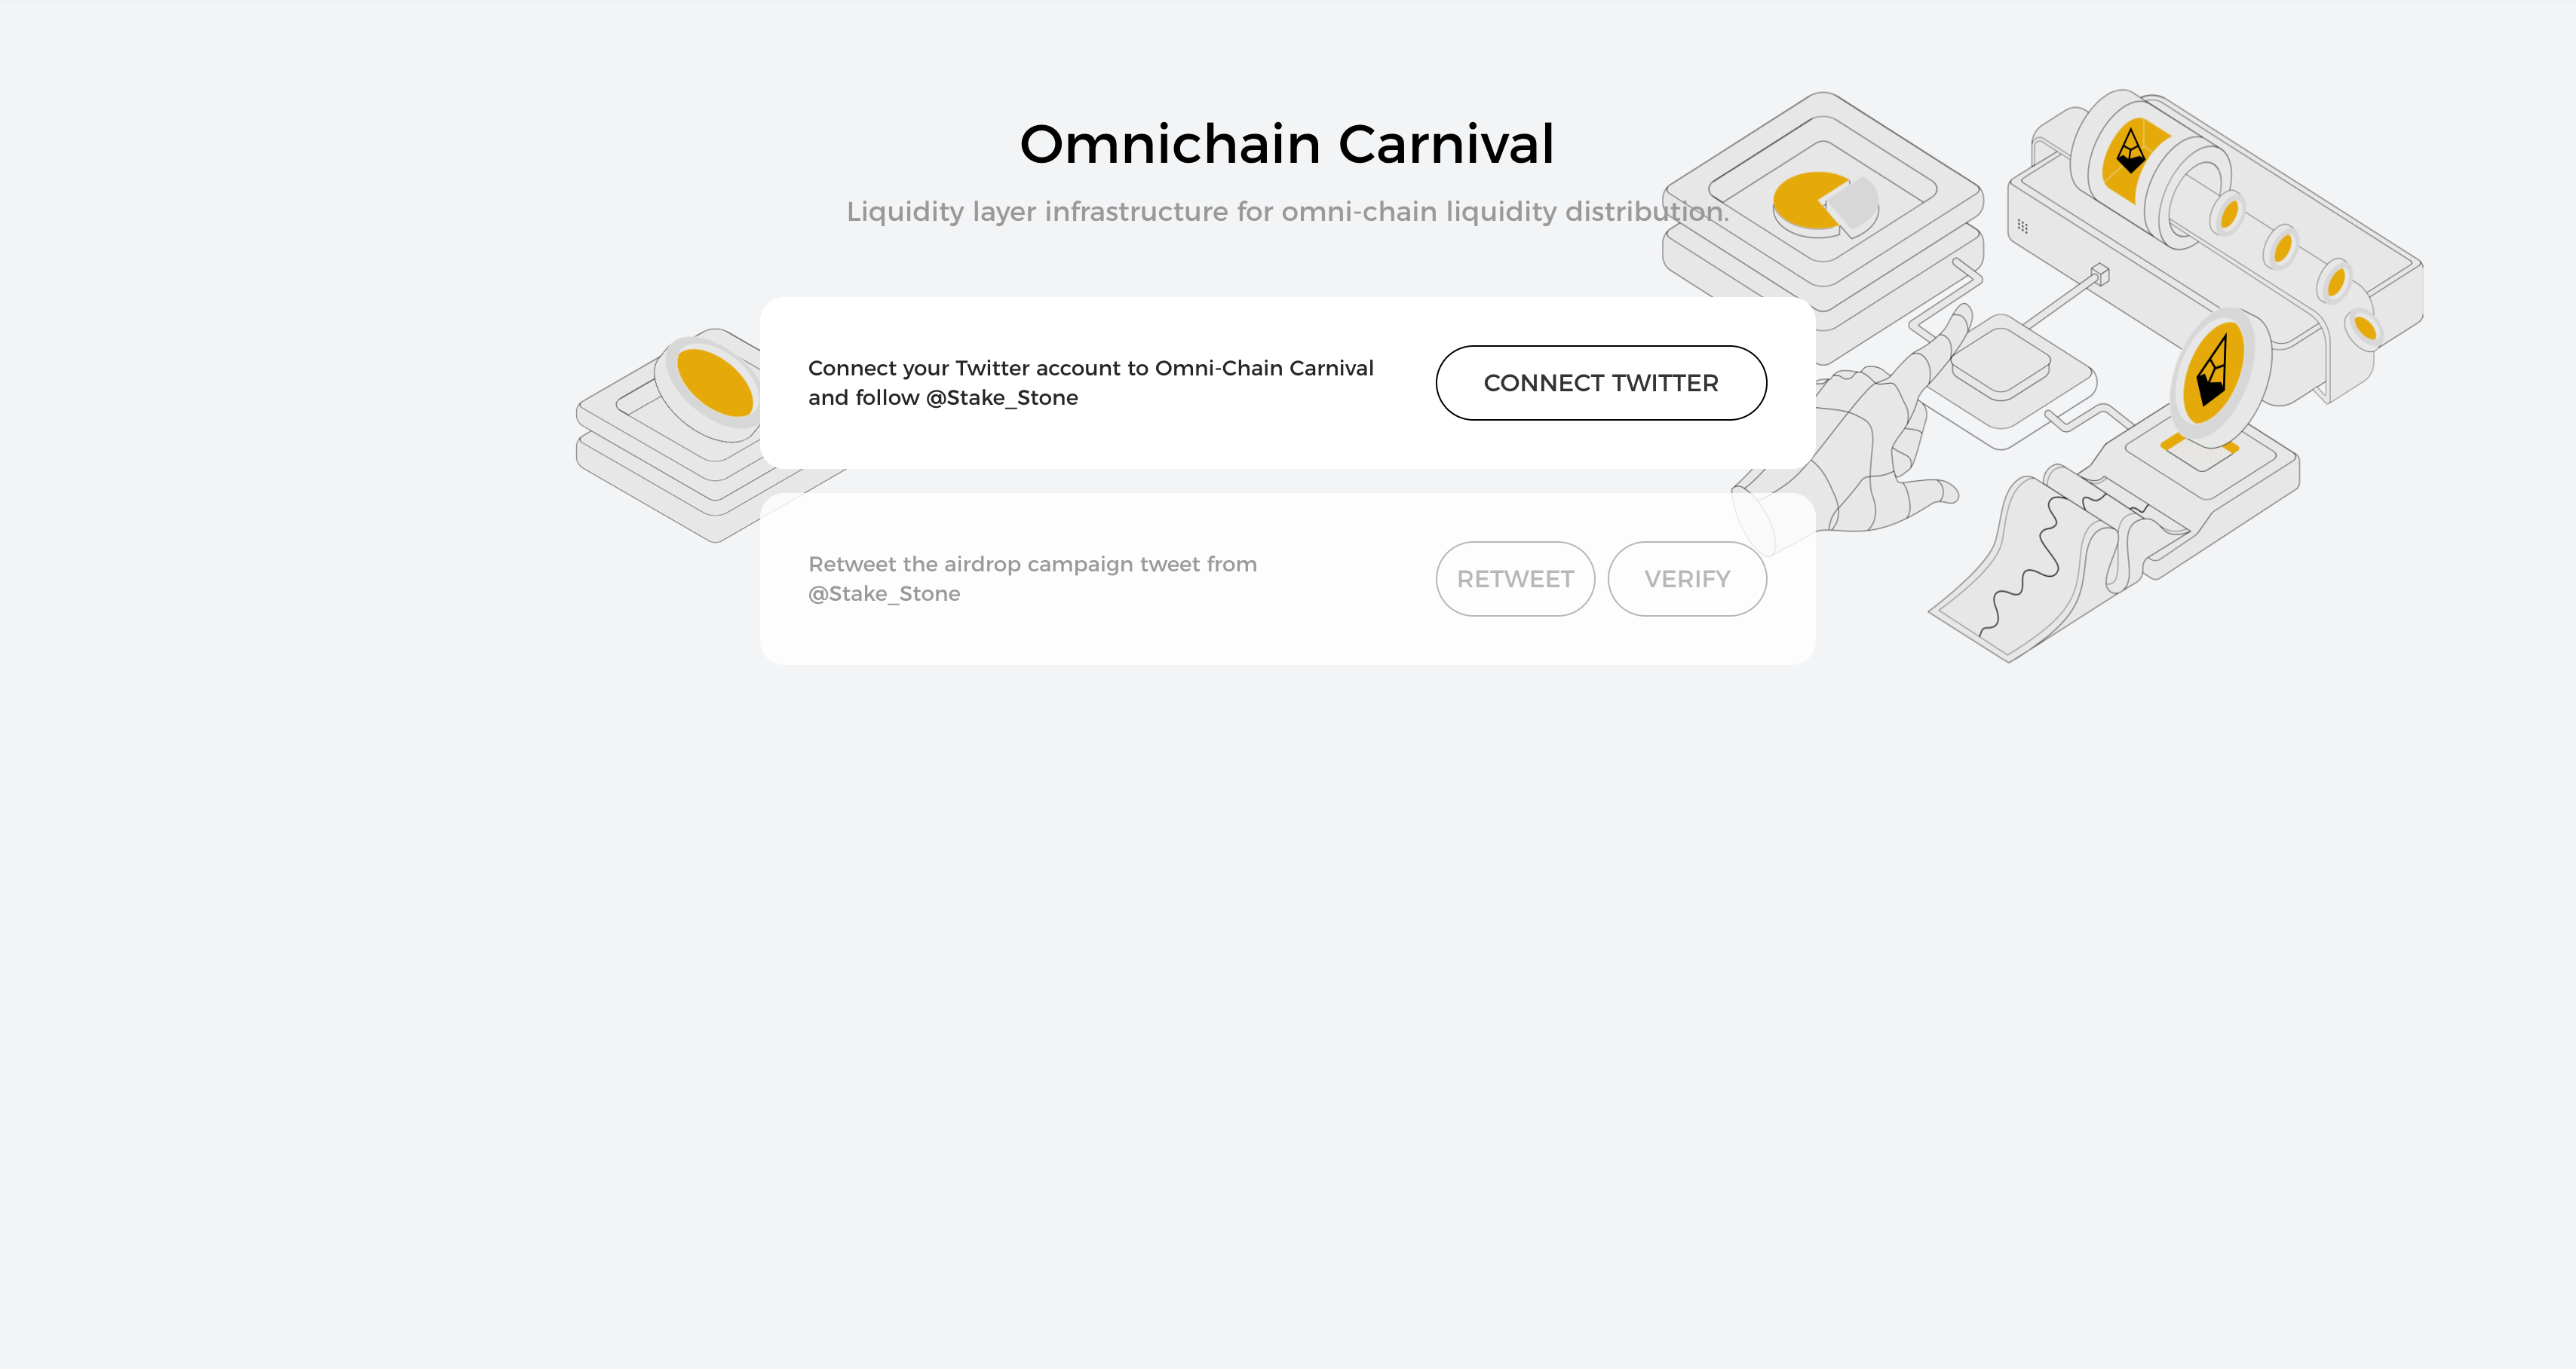 Omnichain Carnival
Liquidity layer infrastructure for omni-chain liquidity distribution.
Connect your Twitter account to Omni-Chain Carnival
and follow @Stake_Stone
CONNECT TWITTER
Retweet the airdrop campaign tweet from
@Stake_Stone
RETWEET
VERIFY